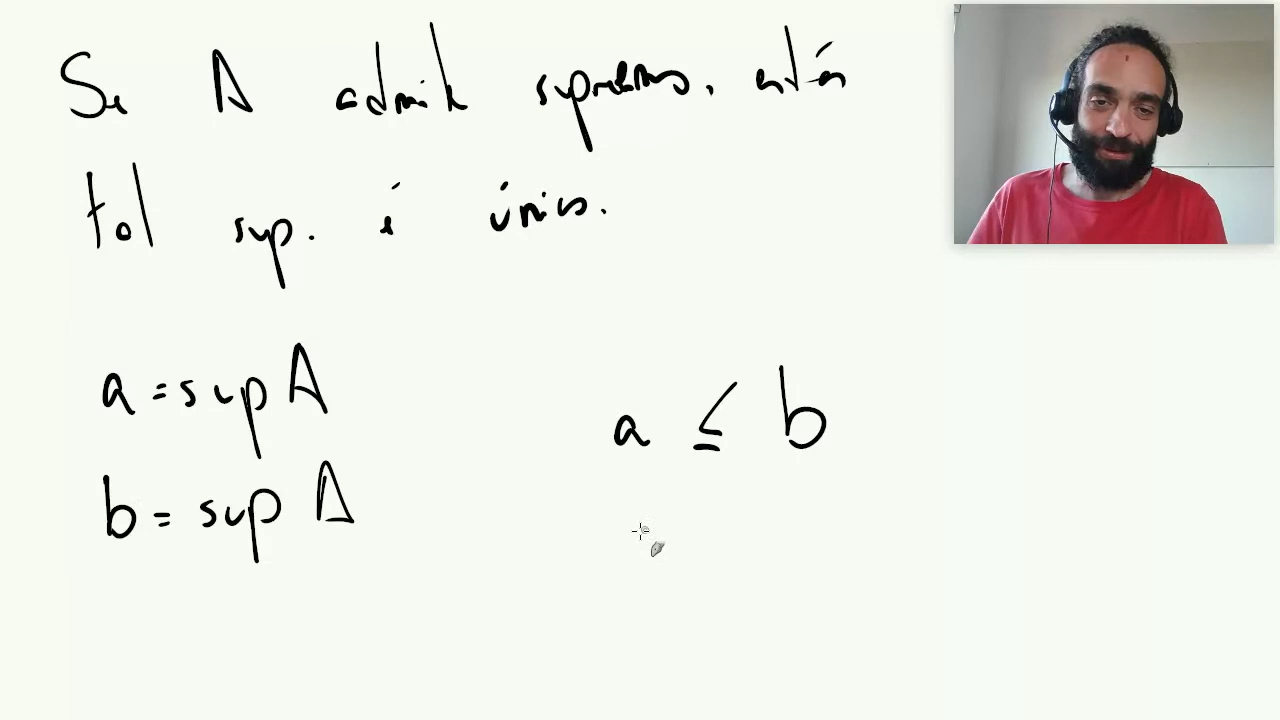 Se A admite supremo, então
tal sup. é único.
a = sup A
b = sup A
a ≤ b